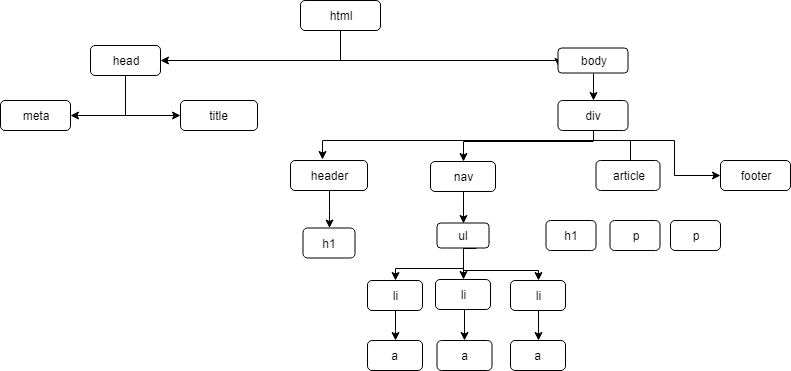 html
head
body
meta
title
div
header
nav
article
footer
h1
ul
h1
p
p
li
li
li
a
a
a